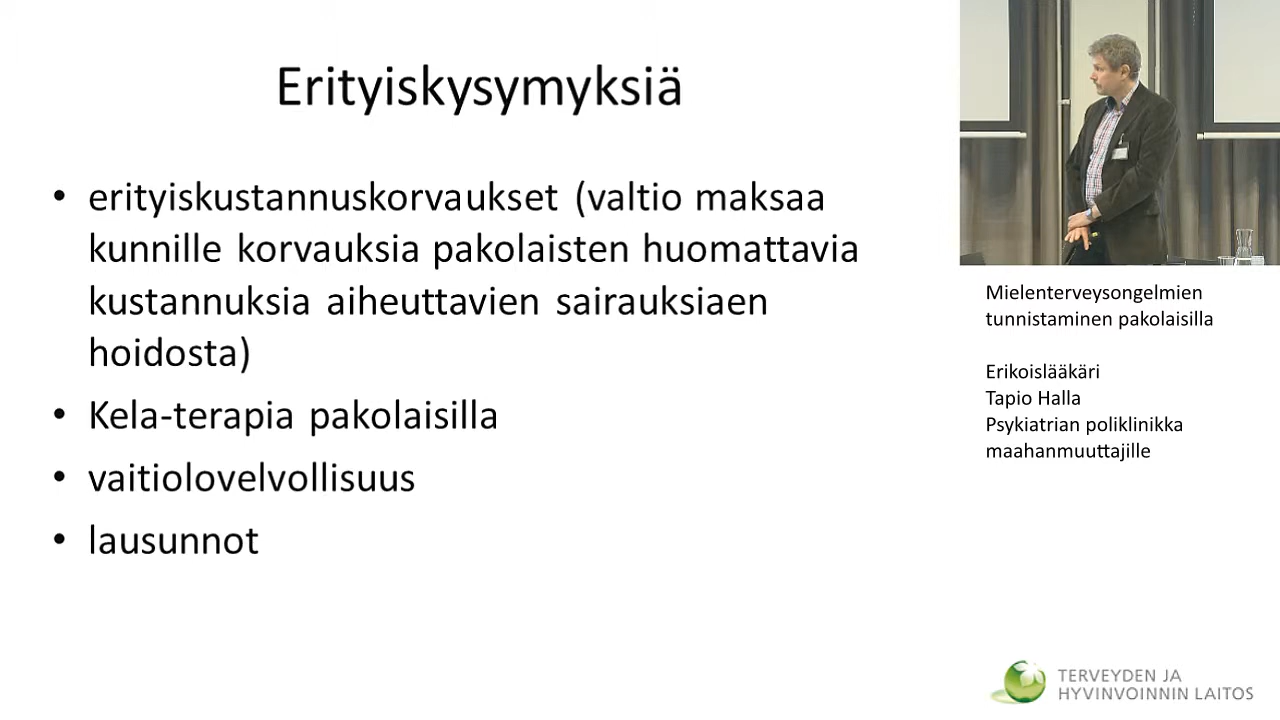 Erityiskysymyksiä
• erityiskustannuskorvaukset (valtio maksaa
kunnille korvauksia pakolaisten huomattavia
kustannuksia aiheuttavien sairauksiaen
hoidosta)
• Kela-terapia pakolaisilla
• vaitiolovelvollisuus
• lausunnot
Mielenterveysongelmien
tunnistaminen pakolaisilla
Erikoislääkäri
Tapio Halla
Psykiatrian poliklinikka
maahanmuuttajille
TERVEYDEN JA
HYVINVOINNIN LAITOS